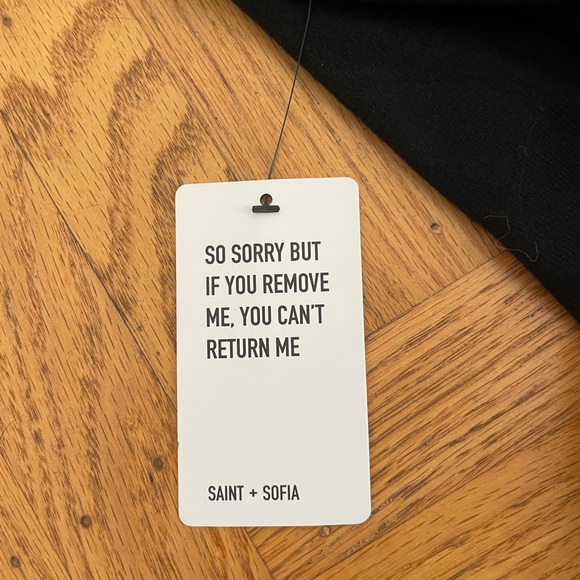 SO SORRY BUT
IF YOU REMOVE
ME, YOU CAN'T
RETURN ME
SAINT + SOFIA